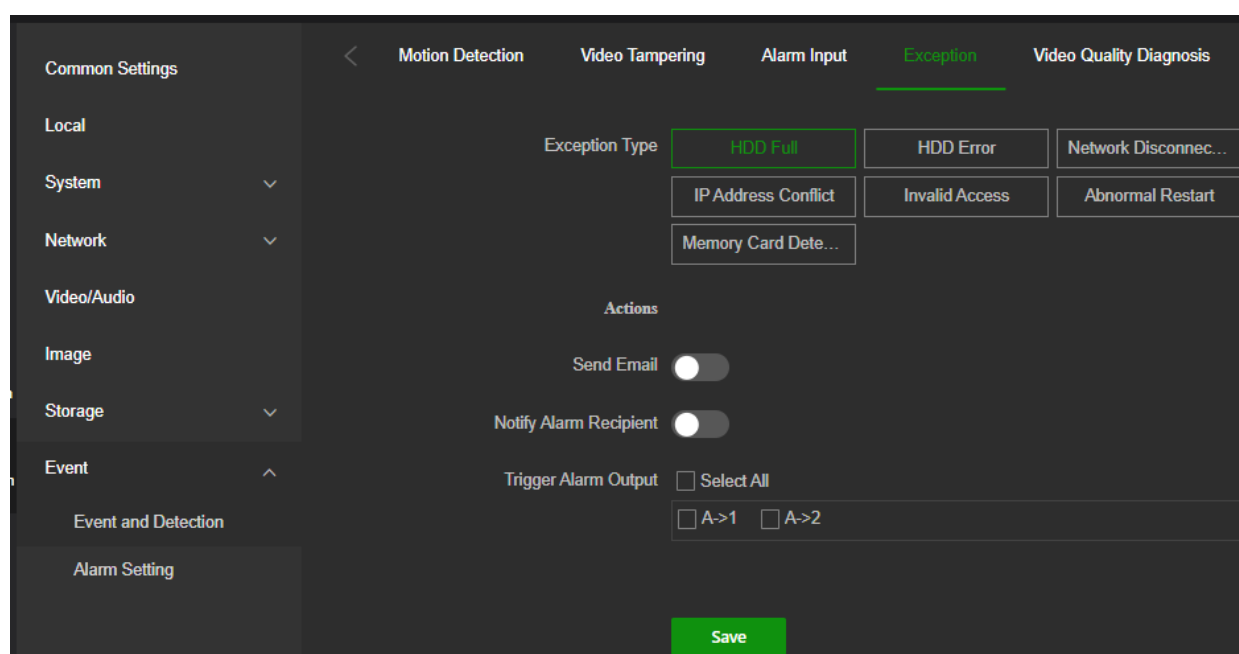 Common Settings
Local
System
Network
Video/Audio
Image
Storage
Event
Event and Detection
Alarm Setting
Motion Detection Video Tampering Alarm Input Exception Video Quality Diagnosis
Exception Type HDD Full HDD Error Network Disconnec...
IP Address Conflict Invalid Access Abnormal Restart
Memory Card Dete...
Actions
Send Email
Notify Alarm Recipient
Trigger Alarm Output Select All
A->1 A->2
Save